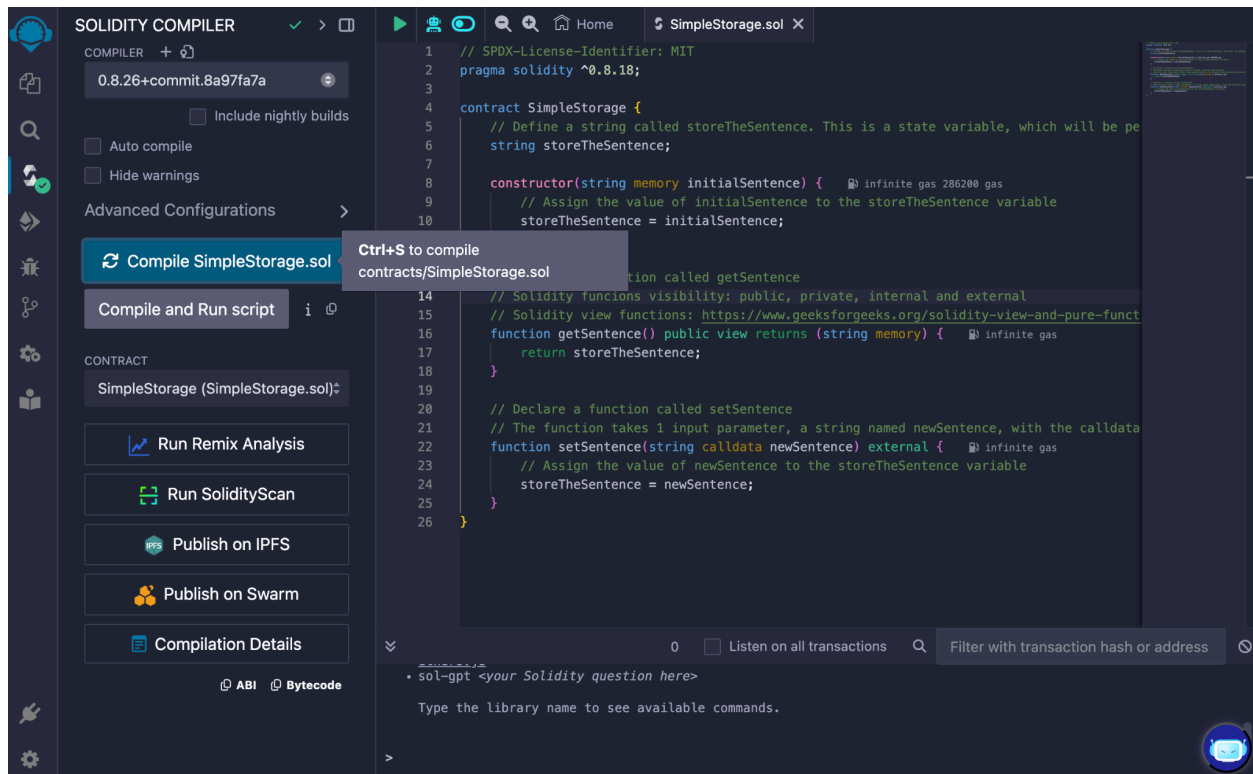 SOLIDITY COMPILER
COMPILER
0.8.26+commit.8a97fa7a
Include nightly builds
Auto compile
Hide warnings
Advanced Configurations
Compile SimpleStorage.sol
Ctrl+S to compile
contracts/SimpleStorage.sol
Compile and Run script
i
CONTRACT
SimpleStorage (SimpleStorage.sol)
Run Remix Analysis
Run SolidityScan
IPFS
Publish on IPFS
Publish on Swarm
Compilation Details
ABI Bytecode
Home SimpleStorage.sol
1 // SPDX-License-Identifier: MIT
2 pragma solidity ^0.8.18;
3
4 contract SimpleStorage {
5 // Define a string called storeTheSentence. This is a state variable, which will be pe
6 string storeTheSentence;
7
8 constructor(string memory initialSentence) { infinite gas 286200 gas
9 // Assign the value of initialSentence to the storeTheSentence variable
10 storeTheSentence = initialSentence;
tion called getSentence
14 // Solidity funcions visibility: public, private, internal and external
15 // Solidity view functions: https://www.geeksforgeeks.org/solidity-view-and-pure-funct
16 function getSentence() public view returns (string memory) { infinite gas
17 return storeTheSentence;
18 }
19
20 // Declare a function called setSentence
21 // The function takes 1 input parameter, a string named newSentence, with the calldata
22 function setSentence(string calldata newSentence) external { infinite gas
23 // Assign the value of newSentence to the storeTheSentence variable
24 storeTheSentence = newSentence;
25 }
26 }
0 Listen on all transactions Filter with transaction hash or address
• sol-gpt <your Solidity question here>
Type the library name to see available commands.
>